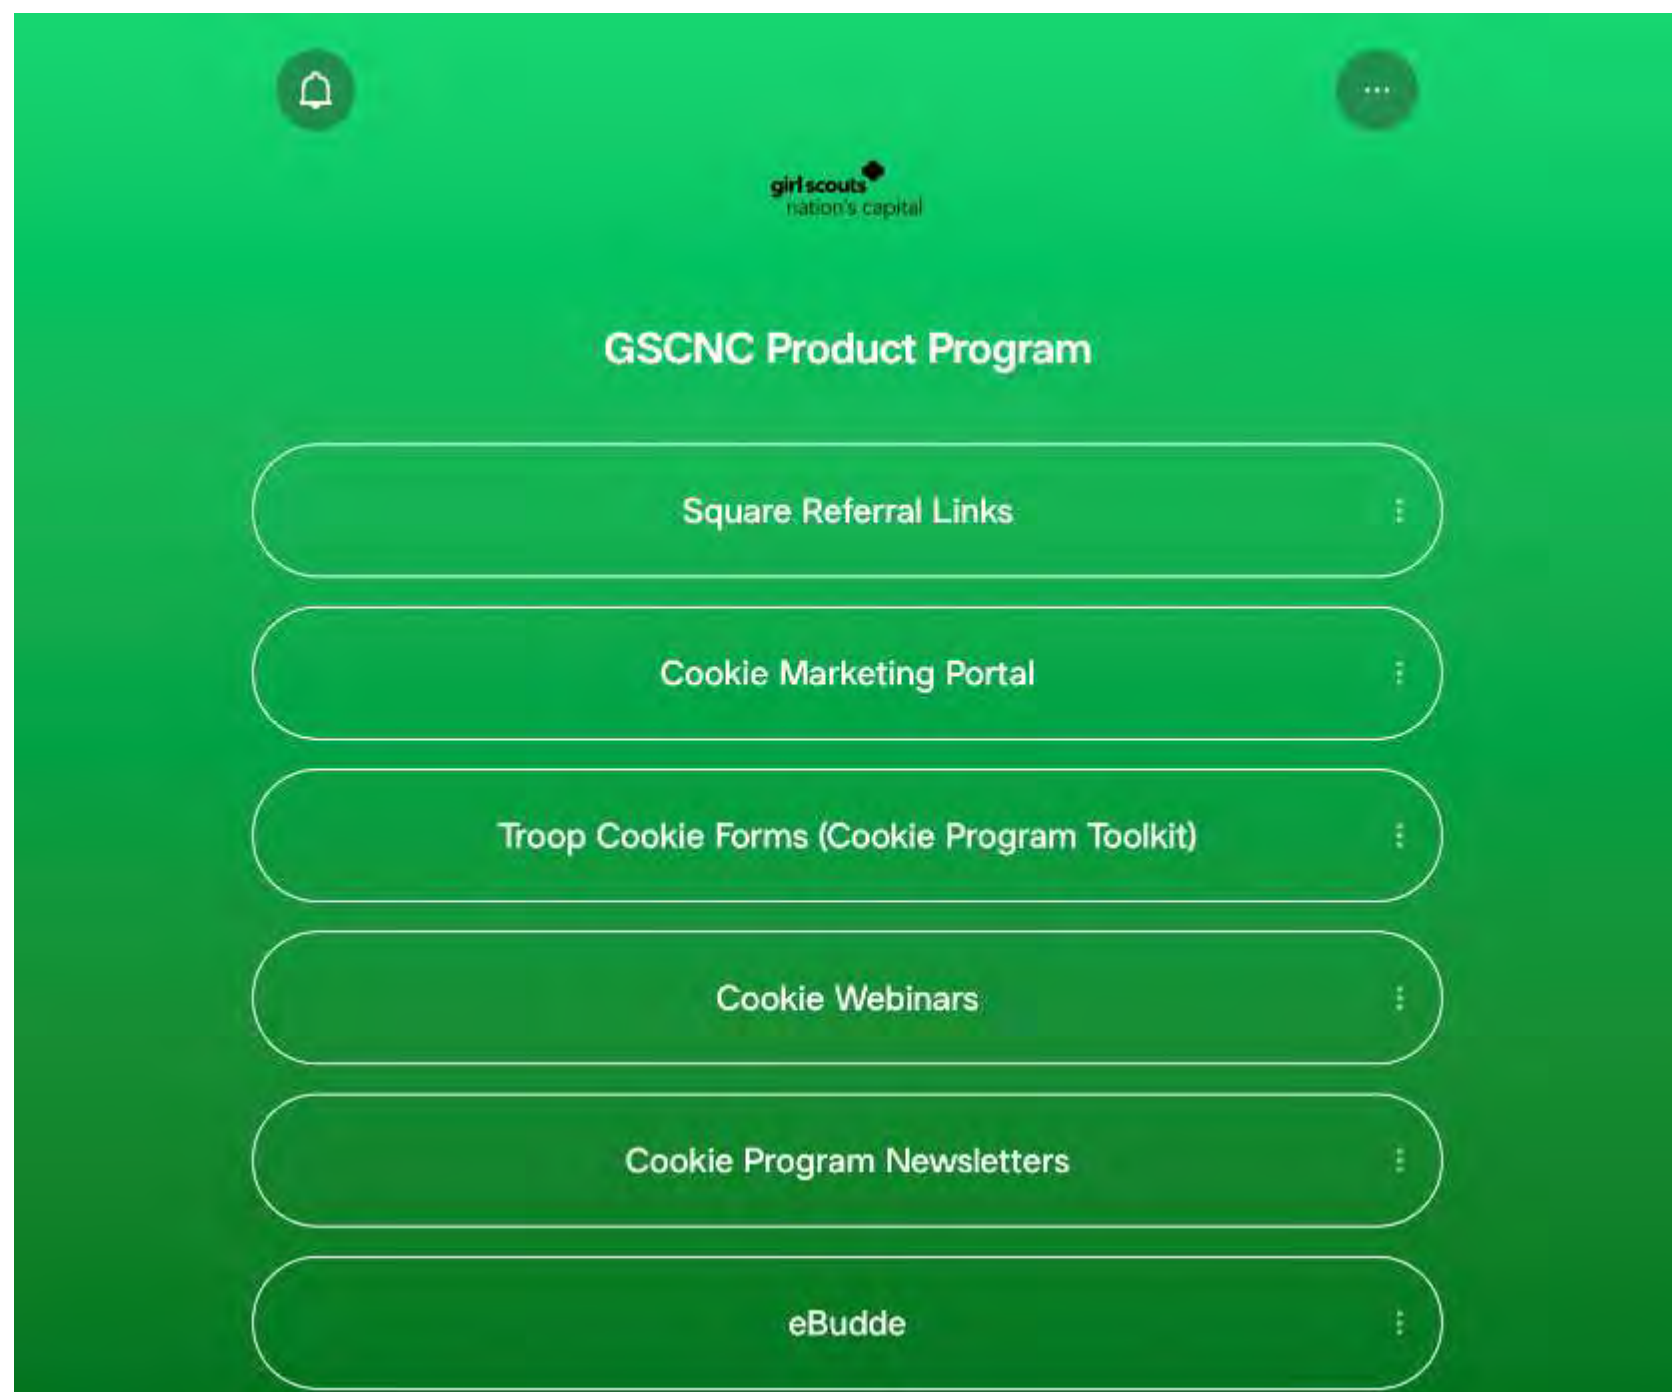 girl scouts
nation's capital
GSCNC Product Program
Square Referral Links
Cookie Marketing Portal
Troop Cookie Forms (Cookie Program Toolkit)
Cookie Webinars
Cookie Program Newsletters
eBudde